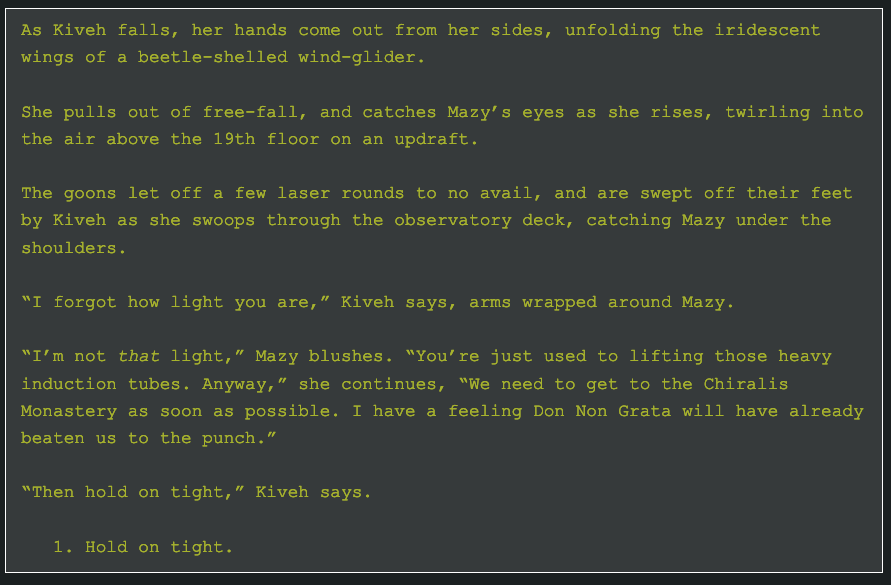 As Kiveh falls, her hands come out from her sides, unfolding the iridescent
wings of a beetle-shelled wind-glider.
She pulls out of free-fall, and catches Mazy’s eyes as she rises, twirling into
the air above the 19th floor on an updraft.
The goons let off a few laser rounds to no avail, and are swept off their feet
by Kiveh as she swoops through the observatory deck, catching Mazy under the
shoulders.
“I forgot how light you are,” Kiveh says, arms wrapped around Mazy.
“I’m not that light,” Mazy blushes. “You’re just used to lifting those heavy
induction tubes. Anyway,” she continues, “We need to get to the Chiralis
Monastery as soon as possible. I have a feeling Don Non Grata will have already
beaten us to the punch.”
“Then hold on tight,” Kiveh says.
1. Hold on tight.